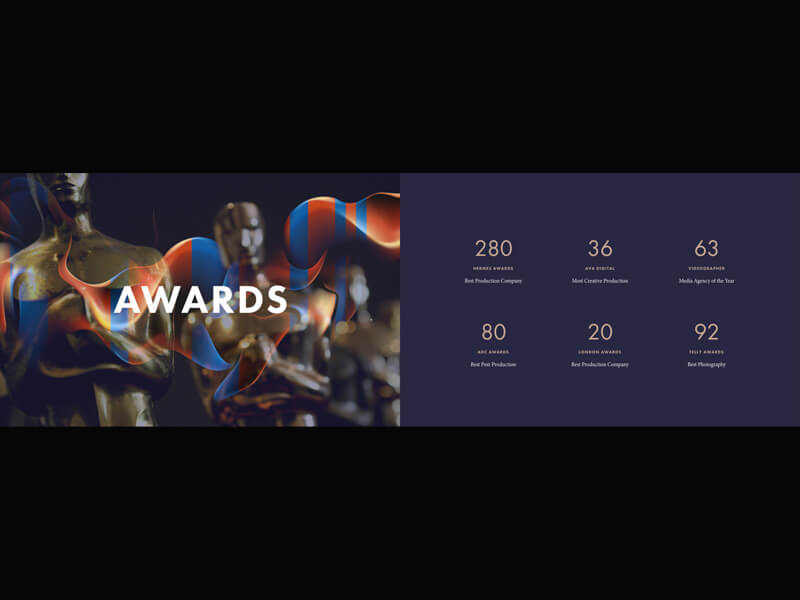 AWARDS
280
36
63
HERMES AWARDS
AVA DIGITAL
VIDEOGRAPHER
Best Production Company
Most Creative Production
Media Agency of the Year
80
20
92
ADC AWARDS
LONDON AWARDS
TELLY AWARDS
Best Post Production
Best Production Company
Best Photography